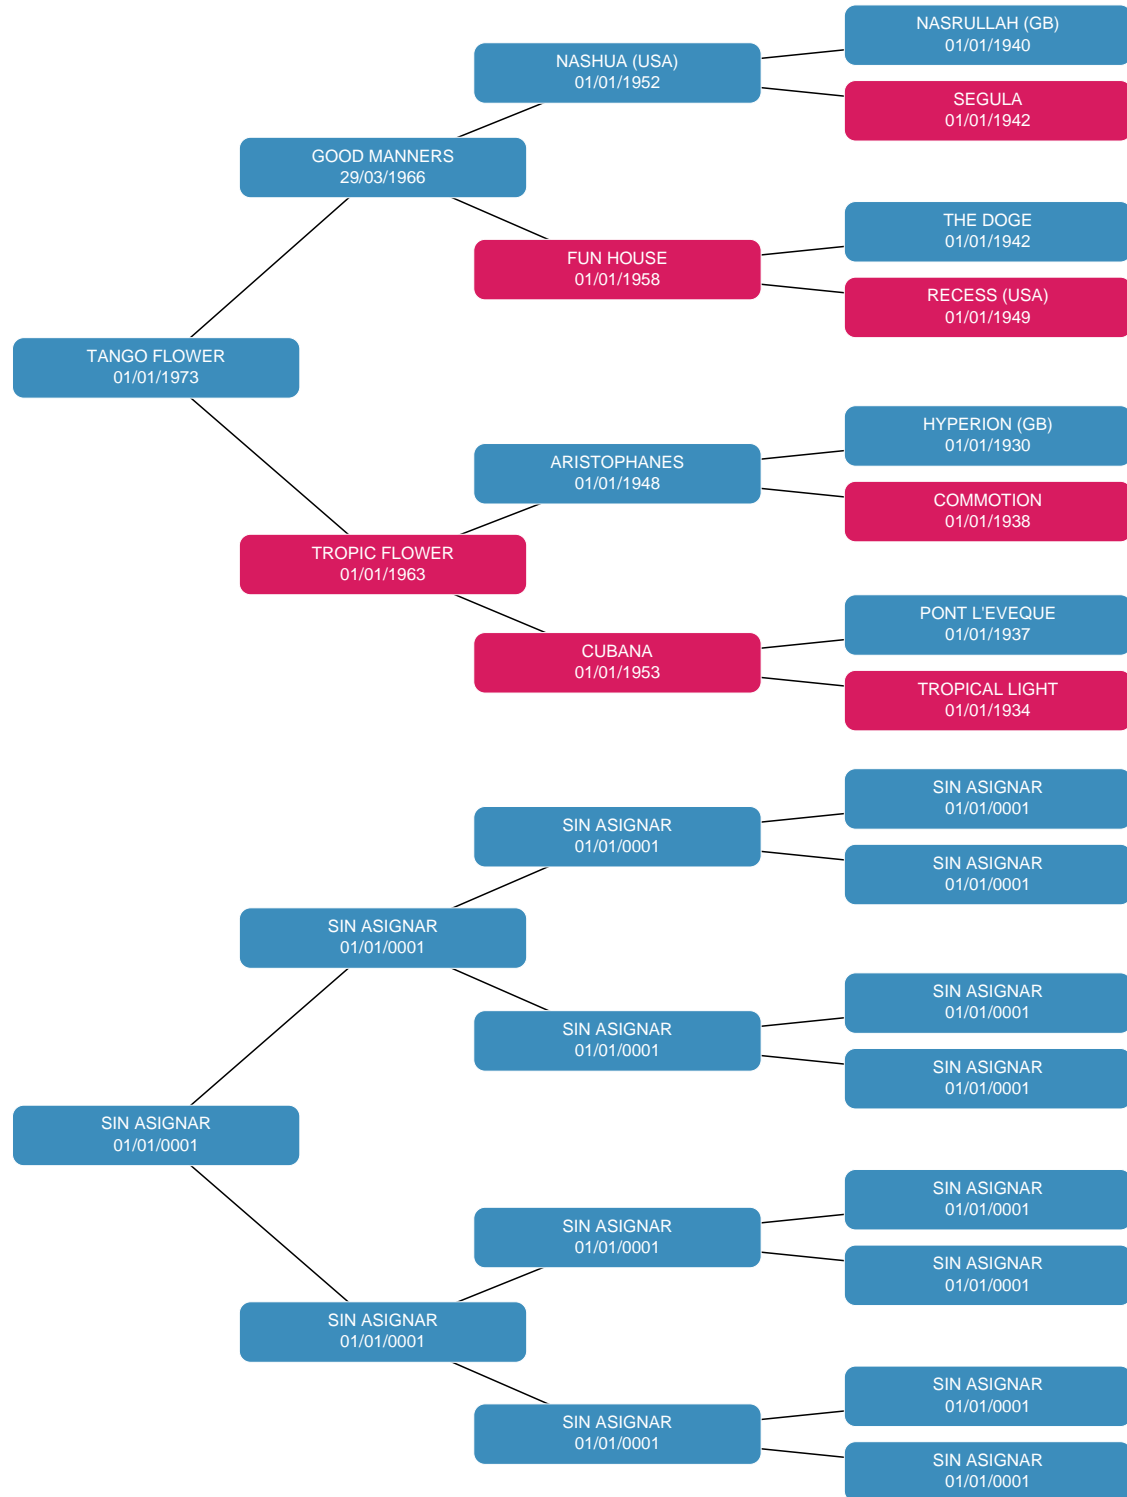 NASRULLAH (GB)
01/01/1940
NASHUA (USA)
01/01/1952
SEGULA
01/01/1942
GOOD MANNERS
29/03/1966
THE DOGE
01/01/1942
FUN HOUSE
01/01/1958
RECESS (USA)
01/01/1949
TANGO FLOWER
01/01/1973
HYPERION (GB)
01/01/1930
ARISTOPHANES
01/01/1948
COMMOTION
01/01/1938
TROPIC FLOWER
01/01/1963
PONT L'EVEQUE
01/01/1937
CUBANA
01/01/1953
TROPICAL LIGHT
01/01/1934
SIN ASIGNAR
01/01/0001
SIN ASIGNAR
01/01/0001
SIN ASIGNAR
01/01/0001
SIN ASIGNAR
01/01/0001
SIN ASIGNAR
01/01/0001
SIN ASIGNAR
01/01/0001
SIN ASIGNAR
01/01/0001
SIN ASIGNAR
01/01/0001
SIN ASIGNAR
01/01/0001
SIN ASIGNAR
01/01/0001
SIN ASIGNAR
01/01/0001
SIN ASIGNAR
01/01/0001
SIN ASIGNAR
01/01/0001
SIN ASIGNAR
01/01/0001
SIN ASIGNAR
01/01/0001